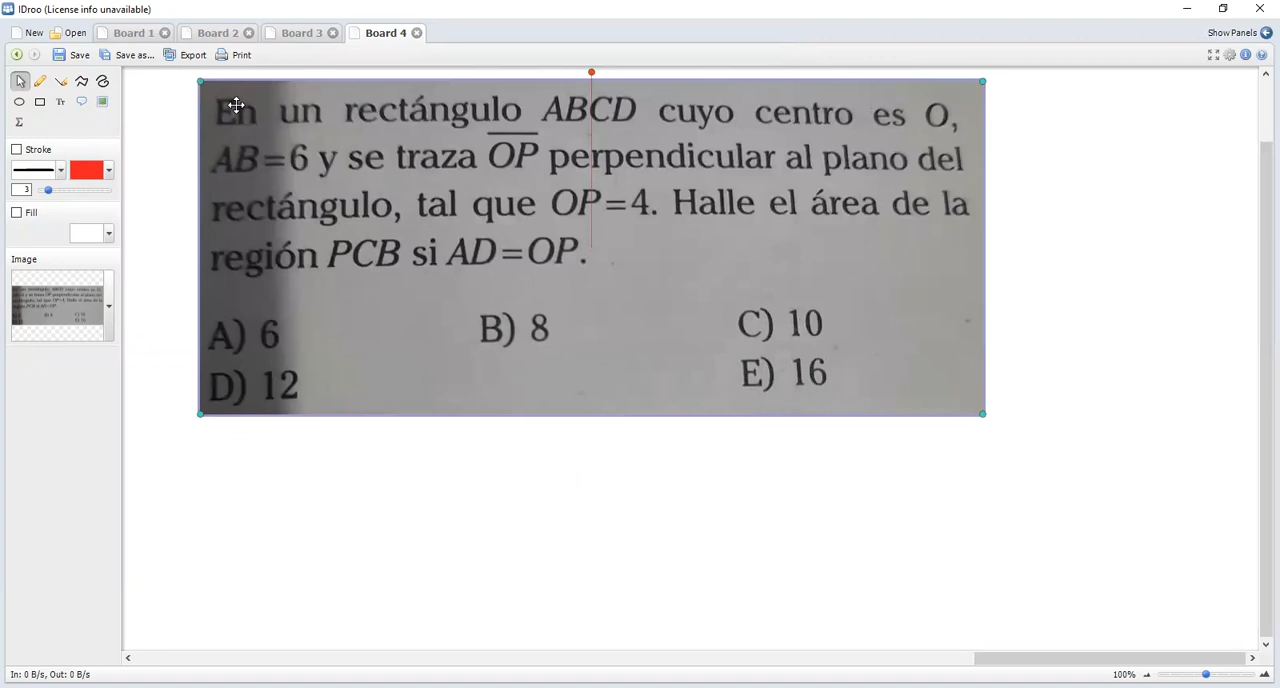 IDroo (License info unavailable)
New Open Board 1 Board 2 Board 3 Board 4 Show Panels
Save Save as... Export Print
Tr
Σ
Stroke
3
Fill
Image
En un rectángulo ABCD cuyo centro es O,
AB=6 y se traza OP perpendicular al plano del
rectángulo, tal que OP=4. Halle el área de la
región PCB si AD=OP.
A) 6 B) 8 C) 10
D) 12 E) 16
In: 0 B/s, Out: 0 B/s 100%